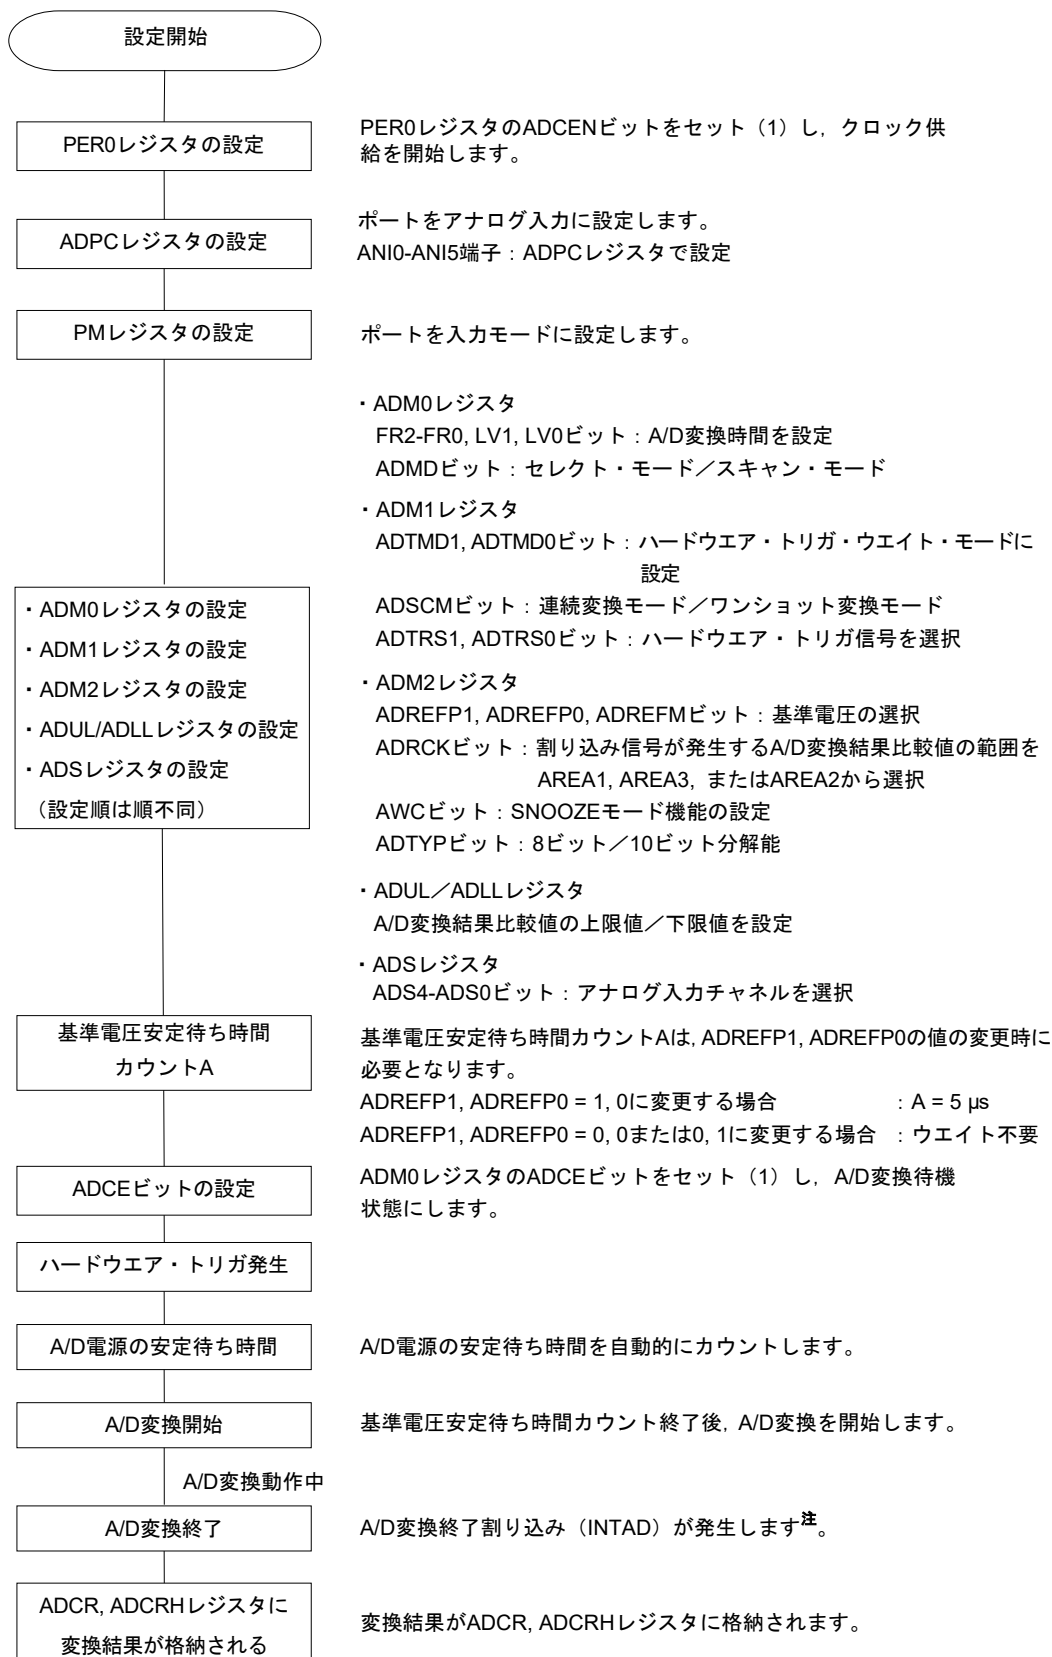 設定開始
PER0レジスタの設定
PER0レジスタのADCENビットをセット（1）し，クロック供
給を開始します。
ADPCレジスタの設定
ポートをアナログ入力に設定します。
ANI0-ANI5端子：ADPCレジスタで設定
PMレジスタの設定
ポートを入力モードに設定します。
・ADM0レジスタの設定
・ADM1レジスタの設定
・ADM2レジスタの設定
・ADUL/ADLLレジスタの設定
・ADSレジスタの設定
（設定順は順不同）
・ADM0レジスタ
FR2-FR0, LV1, LV0ビット：A/D変換時間を設定
ADMDビット：セレクト・モード／スキャン・モード
・ADM1レジスタ
ADTMD1, ADTMD0ビット：ハードウエア・トリガ・ウエイト・モードに
設定
ADSCMビット：連続変換モード／ワンショット変換モード
ADTRS1, ADTRS0ビット：ハードウエア・トリガ信号を選択
・ADM2レジスタ
ADREFP1, ADREFP0, ADREFMビット：基準電圧の選択
ADRCKビット：割り込み信号が発生するA/D変換結果比較値の範囲を
AREA1, AREA3, またはAREA2から選択
AWCビット：SNOOZEモード機能の設定
ADTYPビット：8ビット／10ビット分解能
・ADUL／ADLLレジスタ
A/D変換結果比較値の上限値／下限値を設定
・ADSレジスタ
ADS4-ADS0ビット：アナログ入力チャネルを選択
基準電圧安定待ち時間
カウントA
基準電圧安定待ち時間カウントAは, ADREFP1, ADREFP0の値の変更時に
必要となります。
ADREFP1, ADREFP0 = 1, 0に変更する場合 ：A = 5 µs
ADREFP1, ADREFP0 = 0, 0または0, 1に変更する場合 ：ウエイト不要
ADCEビットの設定
ADM0レジスタのADCEビットをセット（1）し，A/D変換待機
状態にします。
ハードウエア・トリガ発生
A/D電源の安定待ち時間
A/D電源の安定待ち時間を自動的にカウントします。
A/D変換開始
基準電圧安定待ち時間カウント終了後, A/D変換を開始します。
A/D変換動作中
A/D変換終了
A/D変換終了割り込み（INTAD）が発生します注。
ADCR, ADCRHレジスタに
変換結果が格納される
変換結果がADCR, ADCRHレジスタに格納されます。